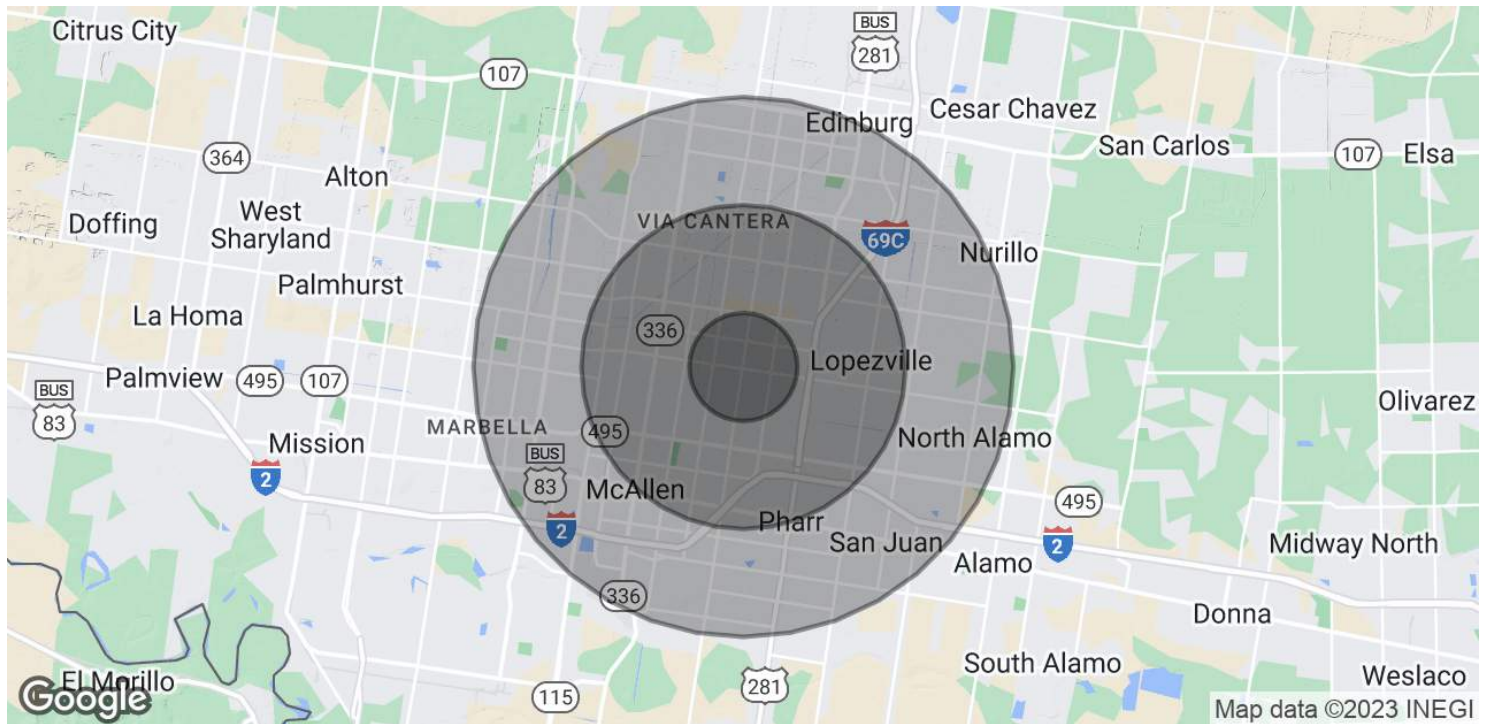 Citrus City
BUS
281
107
Edinburg
Cesar Chavez
San Carlos
107
Elsa
364
Alton
Doffing
West
Sharyland
VIA CANTERA
69C
Nurillo
Palmhurst
La Homa
336
Lopezville
Palmview
495
107
BUS
83
Olivarez
MARBELLA
495
North Alamo
Mission
BUS
83
2
McAllen
495
Pharr
2
San Juan
2
Midway North
Alamo
336
Donna
South Alamo
Weslaco
El Morillo
115
281
Google
Map data ©2023 INEGI